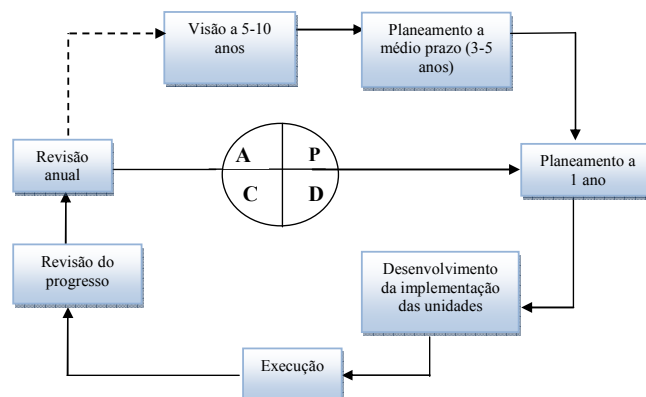 Visão a 5-10
anos
Planeamento a
médio prazo (3-5
anos)
Revisão
anual
A
P
C
D
Planeamento a
1 ano
Revisão do
progresso
Desenvolvimento
da implementação
das unidades
Execução